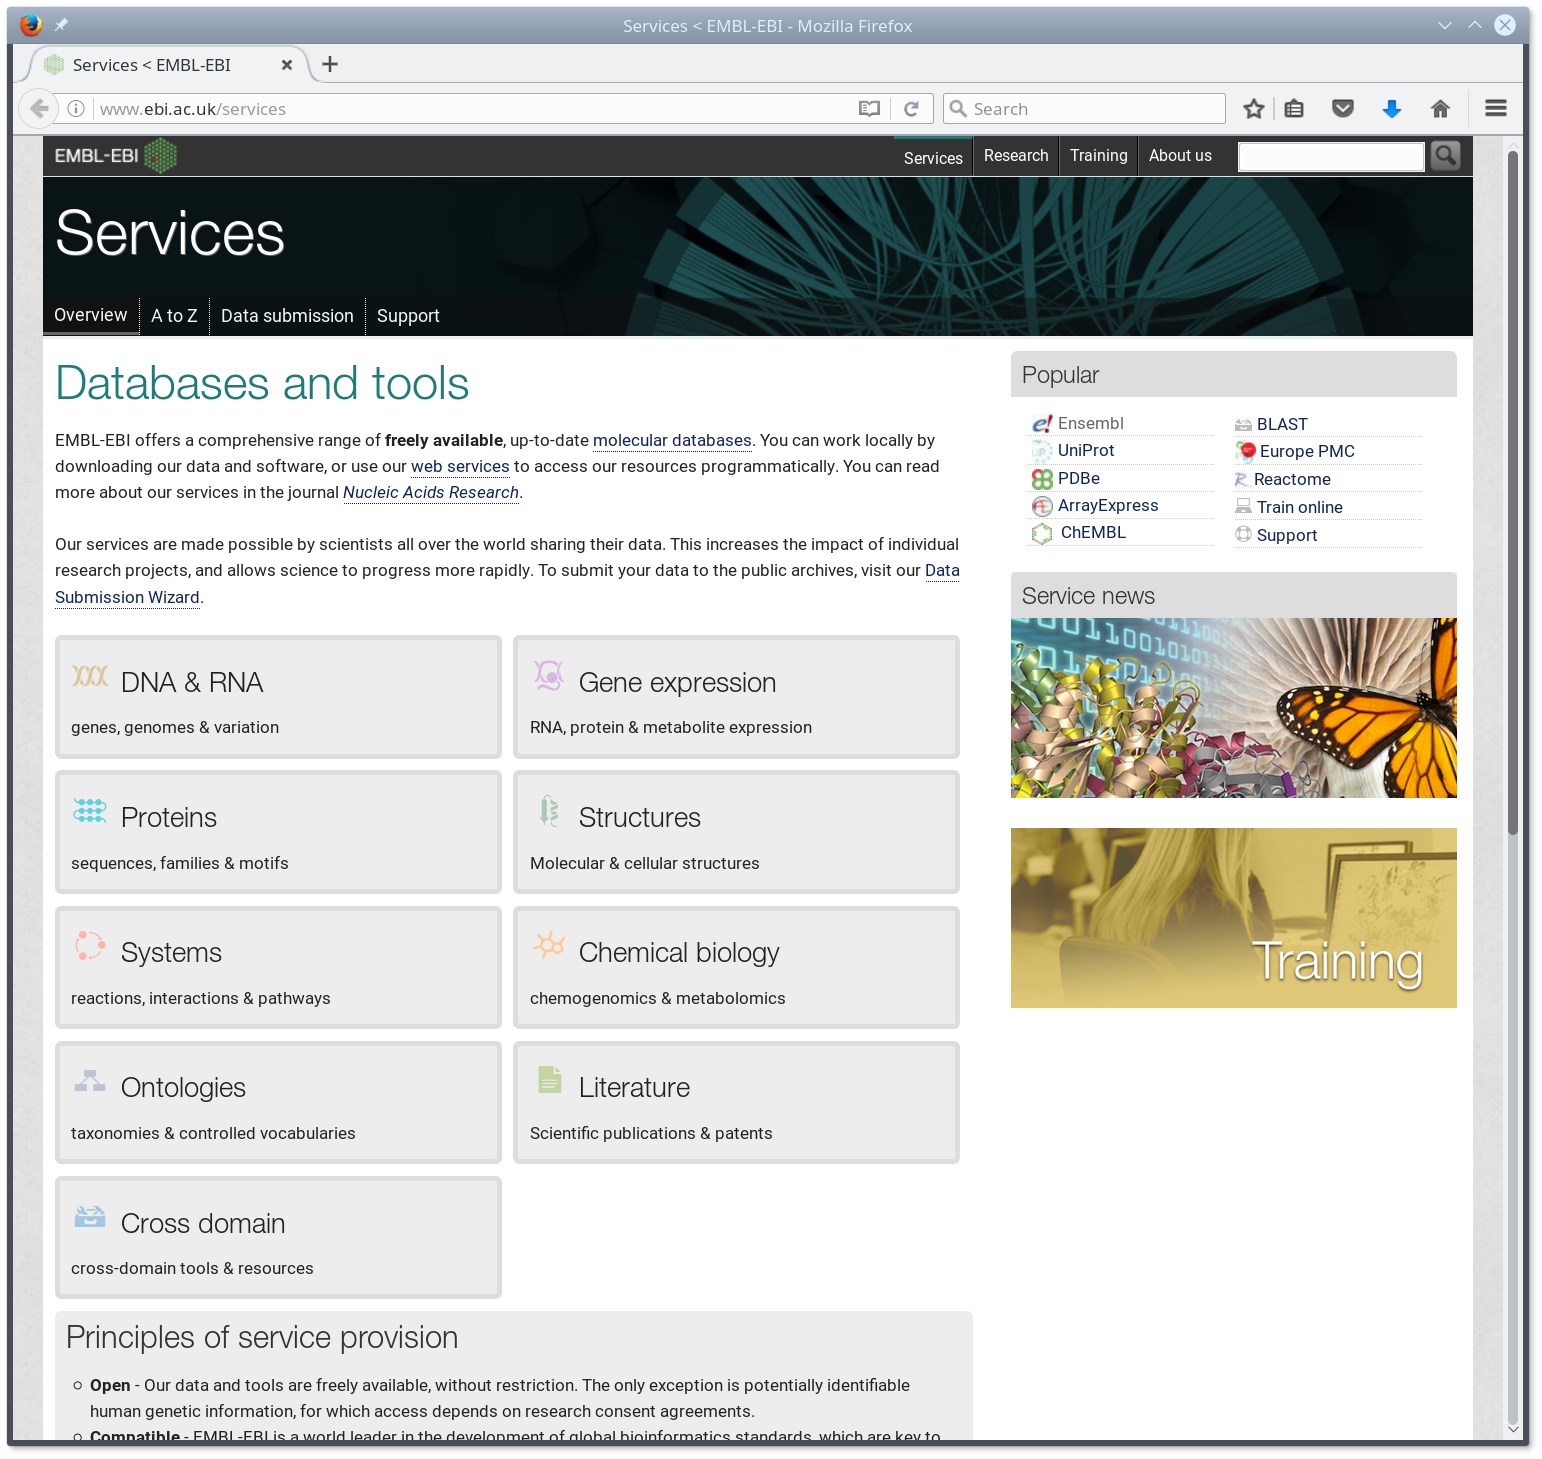 Services < EMBL-EBI - Mozilla Firefox
Services < EMBL-EBI
www.ebi.ac.uk/services
Search
EMBL-EBI
Services
Research
Training
About us
Services
Overview
A to Z
Data submission
Support
Databases and tools
EMBL-EBI offers a comprehensive range of freely available, up-to-date molecular databases. You can work locally by
downloading our data and software, or use our web services to access our resources programmatically. You can read
more about our services in the journal Nucleic Acids Research.
Our services are made possible by scientists all over the world sharing their data. This increases the impact of individual
research projects, and allows science to progress more rapidly. To submit your data to the public archives, visit our Data
Submission Wizard.
DNA & RNA
genes, genomes & variation
Gene expression
RNA, protein & metabolite expression
Proteins
sequences, families & motifs
Structures
Molecular & cellular structures
Systems
reactions, interactions & pathways
Chemical biology
chemogenomics & metabolomics
Ontologies
taxonomies & controlled vocabularies
Literature
Scientific publications & patents
Cross domain
cross-domain tools & resources
Principles of service provision
Open - Our data and tools are freely available, without restriction. The only exception is potentially identifiable
human genetic information, for which access depends on research consent agreements.
Compatible - EMBL-EBI is a world leader in the development of global bioinformatics standards, which are key to
Popular
Ensembl
UniProt
PDBe
ArrayExpress
ChEMBL
BLAST
Europe PMC
Reactome
Train online
Support
Service news
Training